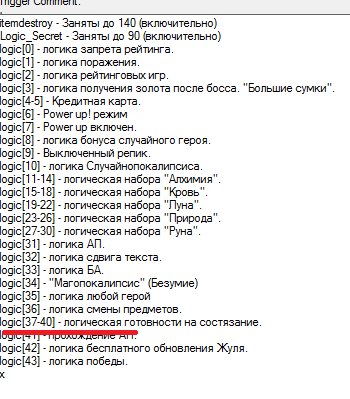 Trigger Comment:
itemdestroy - Заняты до 140 (включительно)
Logic_Secret - Заняты до 90 (включительно)
logic[0] - логика запрета рейтинга.
logic[1] - логика поражения.
logic[2] - логика рейтинговых игр.
logic[3] - логика получения золота после босса. "Большие сумки".
logic[4-5] - Кредитная карта.
logic[6] - Power up! режим
logic[7] - Power up включен.
logic[8] - логика бонуса случайного героя.
logic[9] - Выключенный репик.
logic[10] - логика Случайнопокалипсиса.
logic[11-14] - логическая набора "Алхимия".
logic[15-18] - логическая набора "Кровь".
logic[19-22] - логическая набора "Луна".
logic[23-26] - логическая набора "Природа".
logic[27-30] - логическая набора "Руна".
logic[31] - логика АП.
logic[32] - логика сдвига текста.
logic[33] - логика БА.
logic[34] - "Магопокалипсис" (Безумие)
logic[35] - логика любой герой
logic[36] - логика смены предметов.
logic[37-40] - логическая готовности на состязание.
logic[41] - прохождение АП.
logic[42] - логика бесплатного обновления Жуля.
logic[43] - логика победы.
x